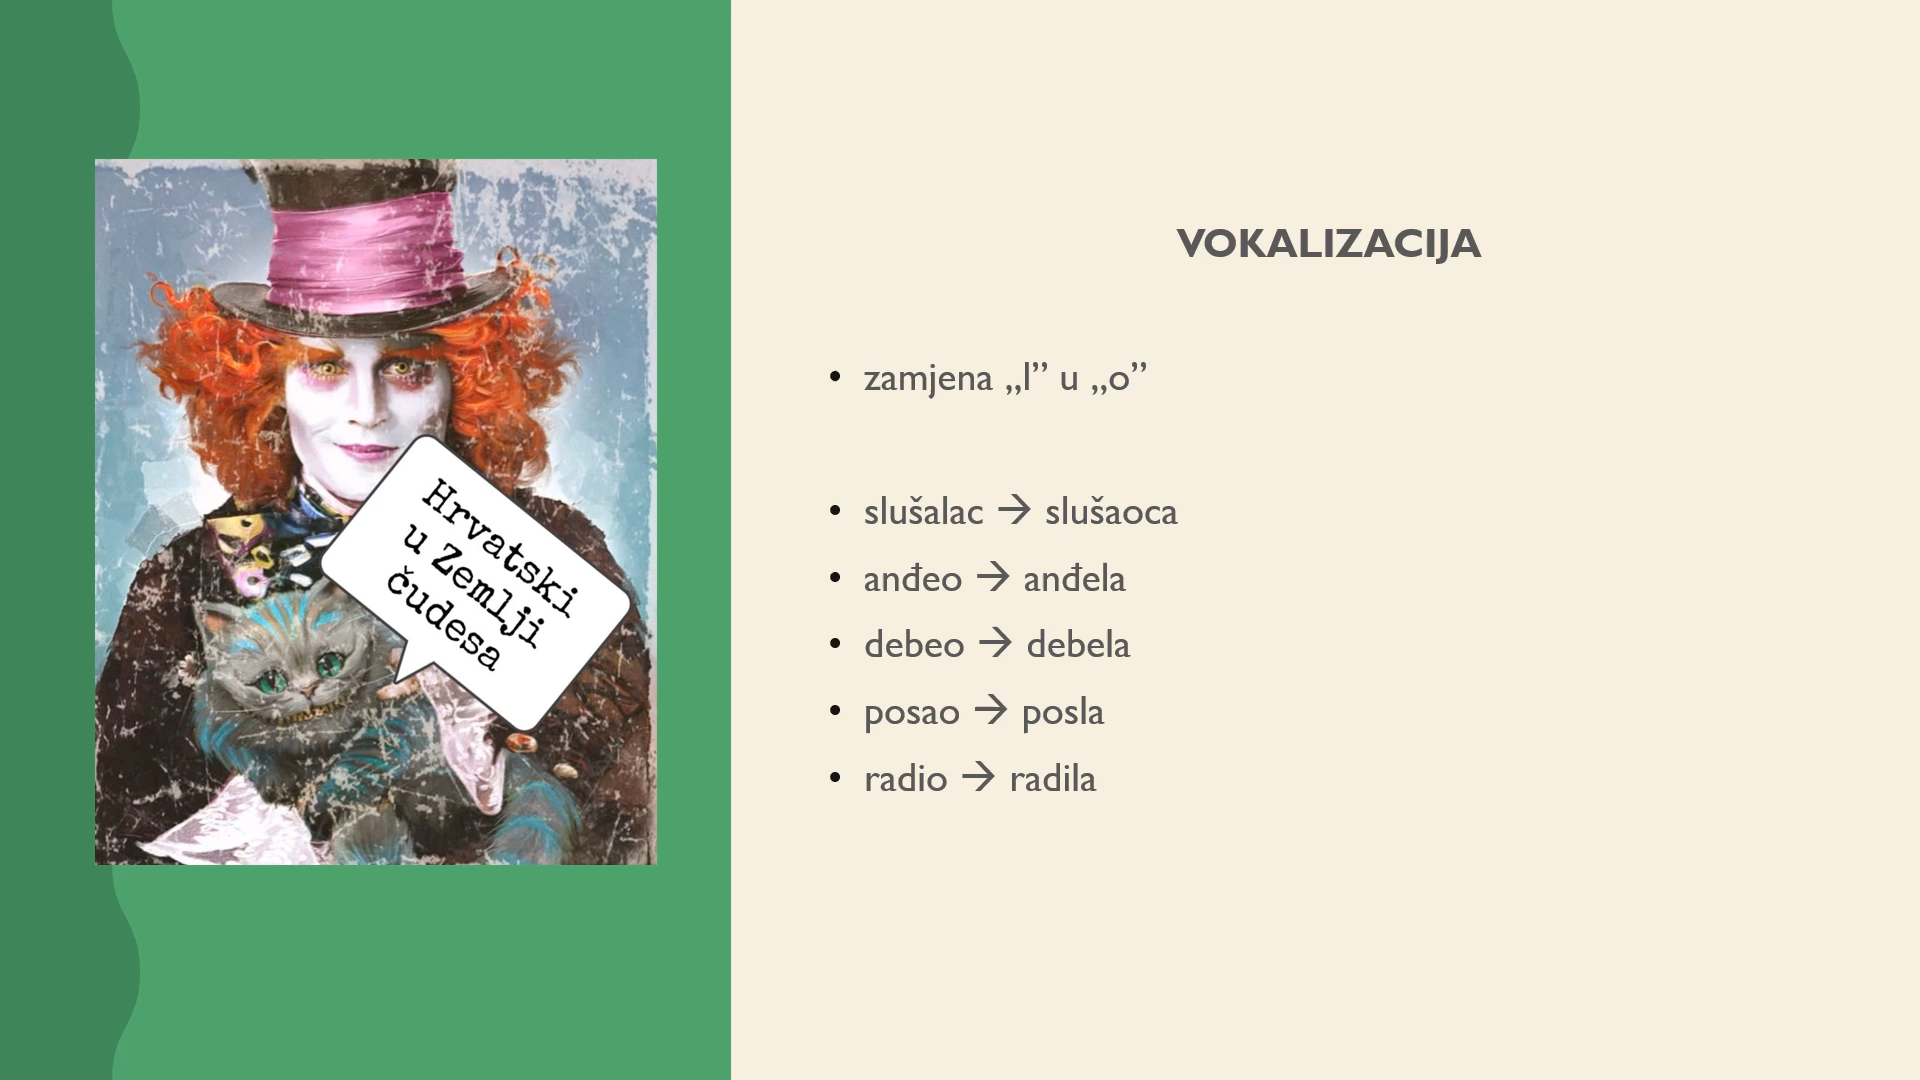 Hrvatski
u Zemlji
čudesa
VOKALIZACIJA
• zamjena „l” u „o”
• slušalac → slušaoca
• anđeo → anđela
• debeo → debela
• posao → posla
• radio → radila